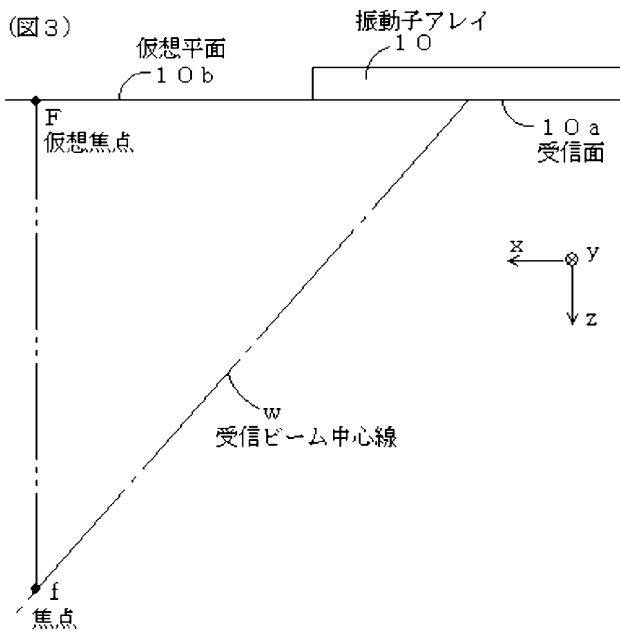 (図3)
振動子アレイ
10
仮想平面
10b
F
仮想焦点
10a
受信面
x
y
z
w
受信ビーム中心線
f
焦点